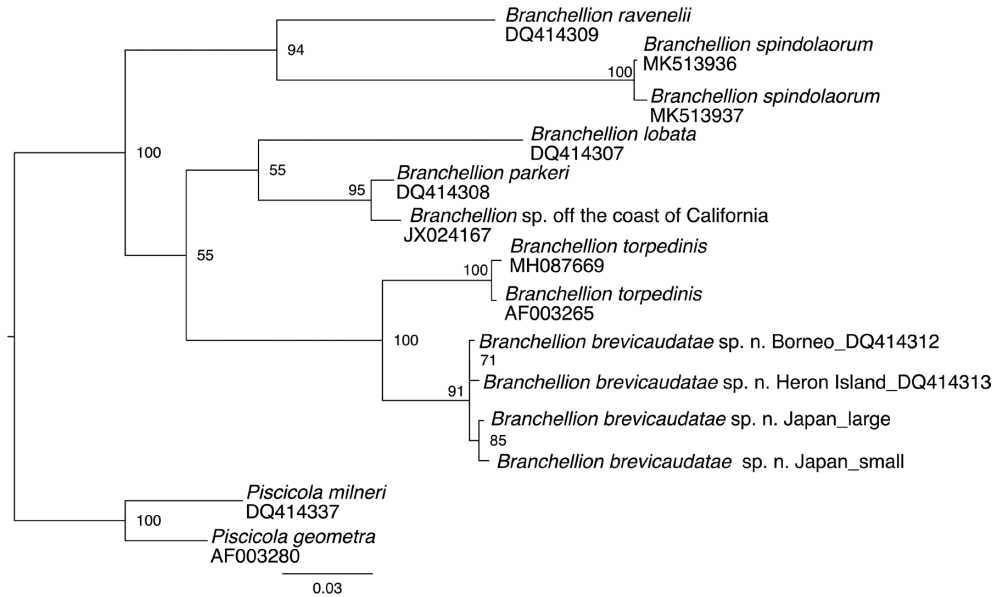 Branchellion ravenelii
DQ414309
94
Branchellion spindolaorum
MK513936
100
Branchellion spindolaorum
MK513937
100
Branchellion lobata
DQ414307
55
Branchellion parkeri
DQ414308
95
Branchellion sp. off the coast of California
JX024167
55
Branchellion torpedinis
MH087669
100
Branchellion torpedinis
AF003265
100
Branchellion brevicaudatae sp. n. Borneo_DQ414312
71
Branchellion brevicaudatae sp. n. Heron Island_DQ414313
91
Branchellion brevicaudatae sp. n. Japan_large
85
Branchellion brevicaudatae sp. n. Japan_small
Piscicola milneri
DQ414337
100
Piscicola geometra
AF003280
0.03